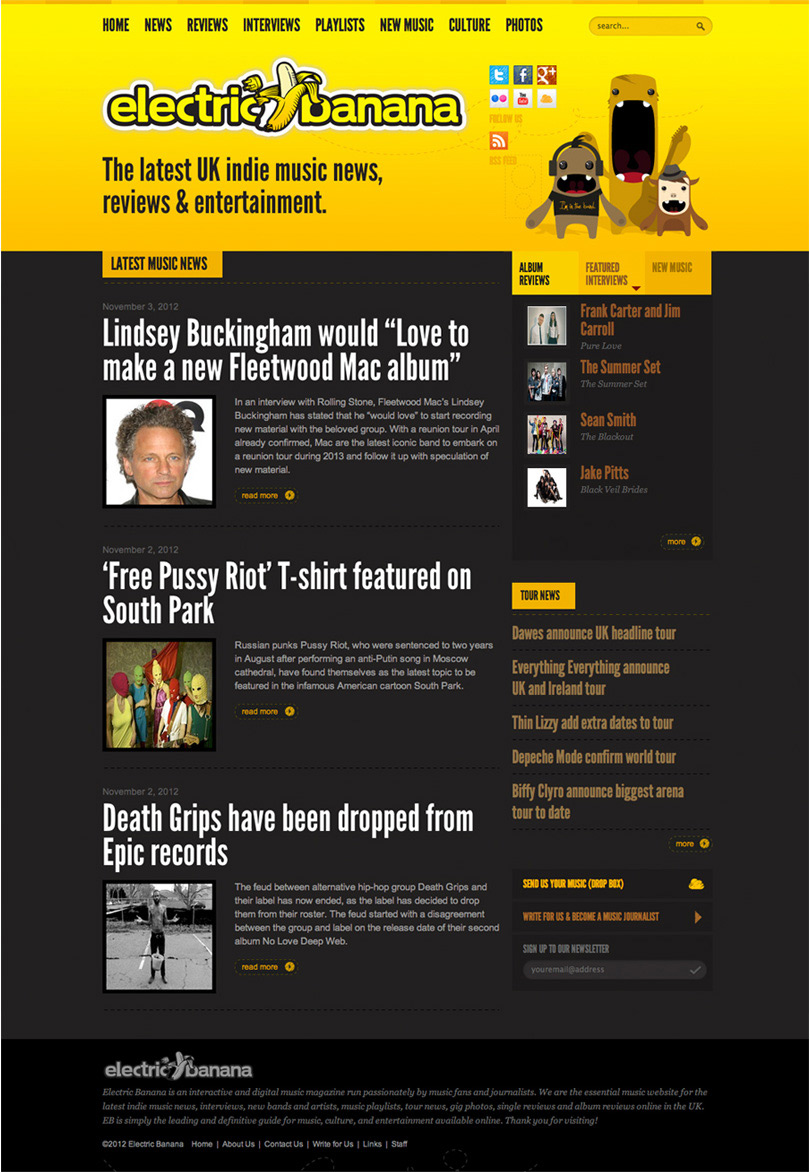 HOME NEWS REVIEWS INTERVIEWS PLAYLISTS NEW MUSIC CULTURE PHOTOS
search...
electric banana
The latest UK indie music news,
reviews & entertainment.
FOLLOW US
RSS FEED
I'm in the band.
LATEST MUSIC NEWS
November 3, 2012
Lindsey Buckingham would “Love to
make a new Fleetwood Mac album”
In an interview with Rolling Stone, Fleetwood Mac's Lindsey
Buckingham has stated that he “would love” to start recording
new material with the beloved group. With a reunion tour in April
already confirmed, Mac are the latest iconic band to embark on
a reunion tour during 2013 and follow it up with speculation of
new material.
read more
November 2, 2012
‘Free Pussy Riot’ T-shirt featured on
South Park
Russian punks Pussy Riot, who were sentenced to two years
in August after performing an anti-Putin song in Moscow
cathedral, have found themselves as the latest topic to be
featured in the infamous American cartoon South Park.
read more
November 2, 2012
Death Grips have been dropped from
Epic records
The feud between alternative hip-hop group Death Grips and
their label has now ended, as the label has decided to drop
them from their roster. The feud started with a disagreement
between the group and label on the release date of their second
album No Love Deep Web.
read more
ALBUM
REVIEWS
FEATURED
INTERVIEWS
NEW MUSIC
Frank Carter and Jim
Carroll
Pure Love
The Summer Set
The Summer Set
Sean Smith
The Blackout
Jake Pitts
Black Veil Brides
more
TOUR NEWS
Dawes announce UK headline tour
Everything Everything announce
UK and Ireland tour
Thin Lizzy add extra dates to tour
Depeche Mode confirm world tour
Biffy Clyro announce biggest arena
tour to date
more
SEND US YOUR MUSIC (DROP BOX)
WRITE FOR US & BECOME A MUSIC JOURNALIST
SIGN UP TO OUR NEWSLETTER
youremail@address
electric banana
Electric Banana is an interactive and digital music magazine run passionately by music fans and journalists. We are the essential music website for the
latest indie music news, interviews, new bands and artists, music playlists, tour news, gig photos, single reviews and album reviews online in the UK.
EB is simply the leading and definitive guide for music, culture, and entertainment available online. Thank you for visiting!
©2012 Electric Banana Home | About Us | Contact Us | Write for Us | Links | Staff